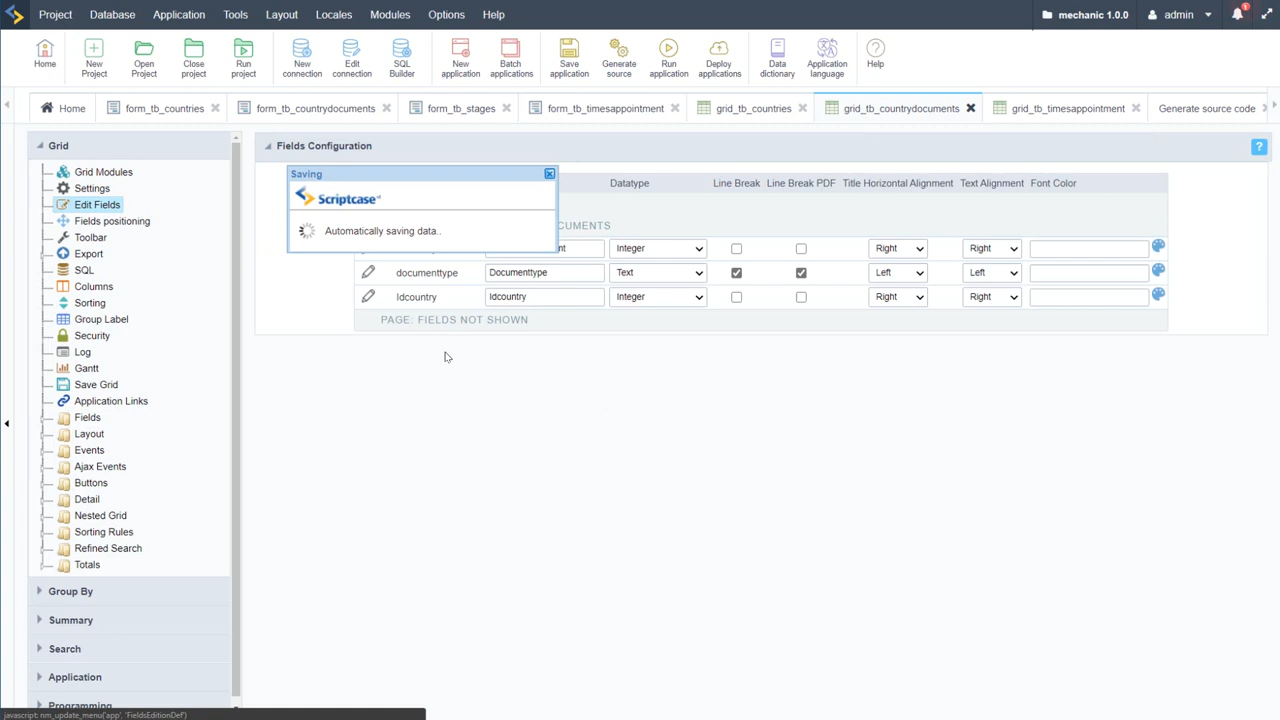 Project Database Application Tools Layout Locales Modules Options Help mechanic 1.0.0 admin 1
Home New Project Open Project Close project Run project New connection Edit connection SQL Builder New application Batch applications Save application Generate source Run application Deploy applications Data dictionary Application language Help
Home form_tb_countries form_tb_countrydocuments form_tb_stages form_tb_timesappointment grid_tb_countries grid_tb_countrydocuments grid_tb_timesappointment Generate source code
Grid
Grid Modules
Settings
Edit Fields
Fields positioning
Toolbar
Export
SQL
Columns
Sorting
Group Label
Security
Log
Gantt
Save Grid
Application Links
Fields
Layout
Events
Ajax Events
Buttons
Detail
Nested Grid
Sorting Rules
Refined Search
Totals
Group By
Summary
Search
Application
Programming
Fields Configuration ?
Saving
Scriptcase
Automatically saving data..
Datatype Line Break Line Break PDF Title Horizontal Alignment Text Alignment Font Color
Integer Right Right
documenttype Documenttype Text Left Left
Idcountry Idcountry Integer Right Right
PAGE: FIELDS NOT SHOWN
javascript: nm_update_menu('app', 'FieldsEditionDef')